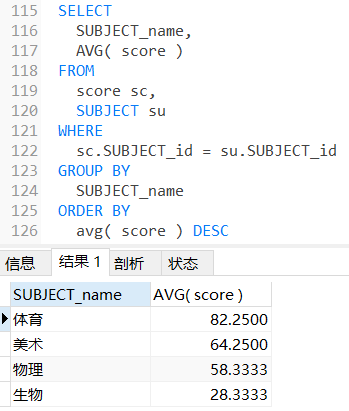 115 SELECT
116 SUBJECT_name,
117 AVG( score )
118 FROM
119 score sc,
120 SUBJECT su
121 WHERE
122 sc.SUBJECT_id = su.SUBJECT_id
123 GROUP BY
124 SUBJECT_name
125 ORDER BY
126 avg( score ) DESC
信息 结果 1 剖析 状态
SUBJECT_name AVG( score )
体育 82.2500
美术 64.2500
物理 58.3333
生物 28.3333